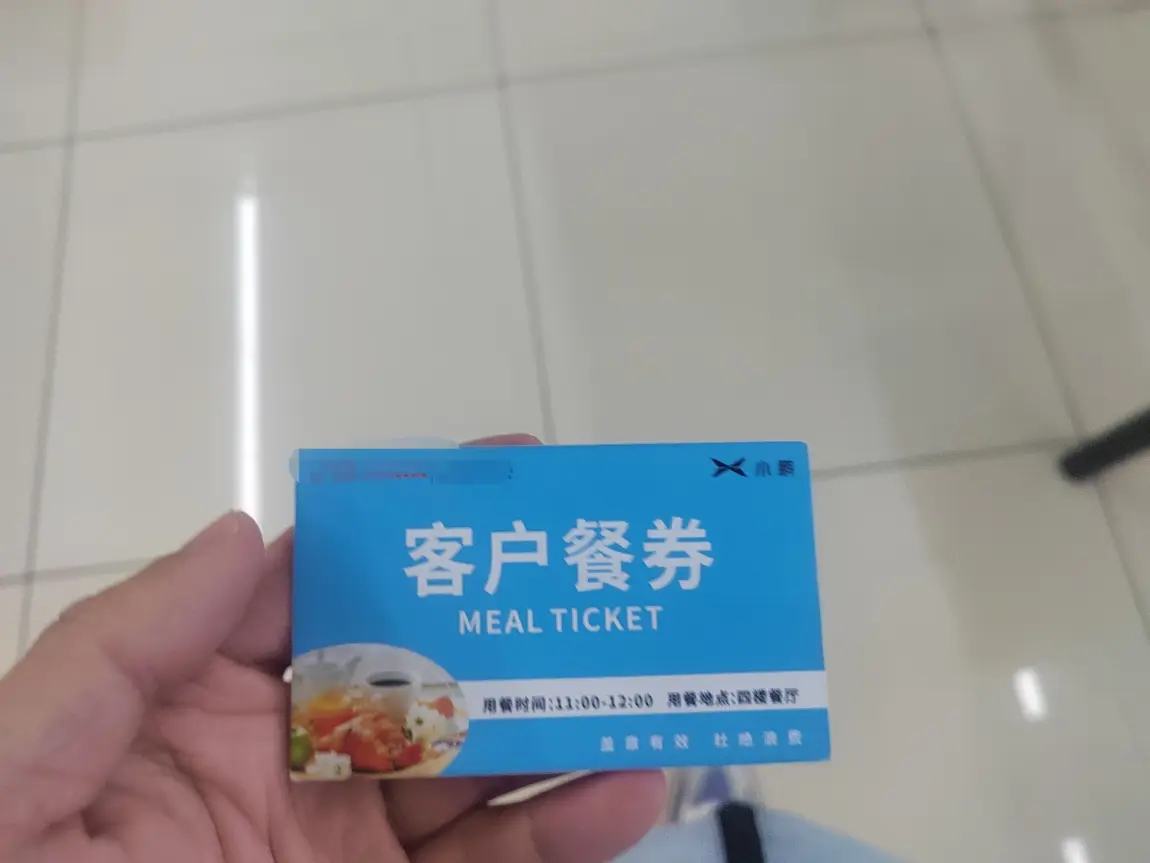 小鹏
客户餐券
MEAL TICKET
用餐时间:11:00-12:00 用餐地点:四楼餐厅
盖章有效 杜绝浪费